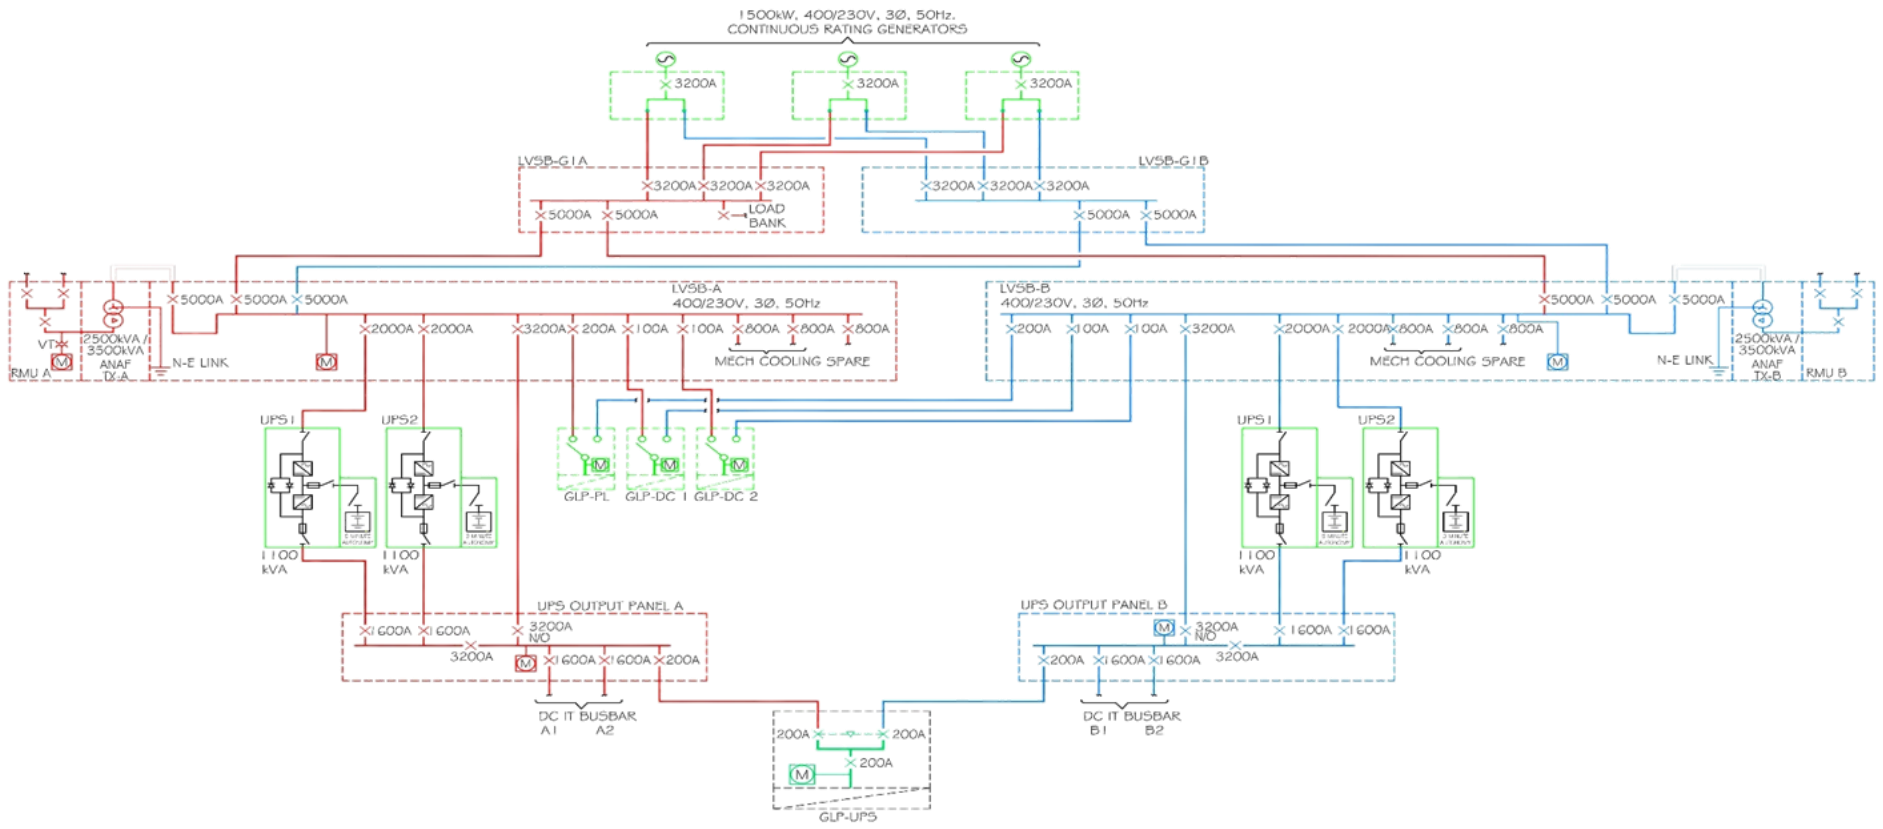 1500kW, 400/230V, 3Ø, 50Hz.
CONTINUOUS RATING GENERATORS
3200A 3200A 3200A
LVSB-G1A LVSB-G1B
3200A 3200A 3200A 3200A 3200A 3200A
5000A 5000A LOAD BANK 5000A 5000A
LVSB-A LVSB-B
5000A 5000A 5000A 400/230V, 3Ø, 50Hz 400/230V, 3Ø, 50Hz 5000A 5000A 5000A
2000A 2000A 3200A 200A 100A 100A 800A 800A 800A 200A 100A 100A 3200A 2000A 2000A 800A 800A 800A
VT 2500kVA / 2500kVA /
3500kVA 3500kVA
M N-E LINK M MECH COOLING SPARE MECH COOLING SPARE M N-E LINK
ANAF ANAF
RMU A TX-A TX-B RMU B
UPS1 UPS2 UPS1 UPS2
M M M
GLP-PL GLP-DC 1 GLP-DC 2
1100 1100 1100 1100
kVA kVA kVA kVA
UPS OUTPUT PANEL A UPS OUTPUT PANEL B
1600A 1600A 3200A M 3200A 1600A 1600A
N/O N/O
3200A M 1600A 1600A 200A 200A 1600A 1600A 3200A
DC IT BUSBAR DC IT BUSBAR
A1 A2 B1 B2
200A 200A
200A
M
GLP-UPS